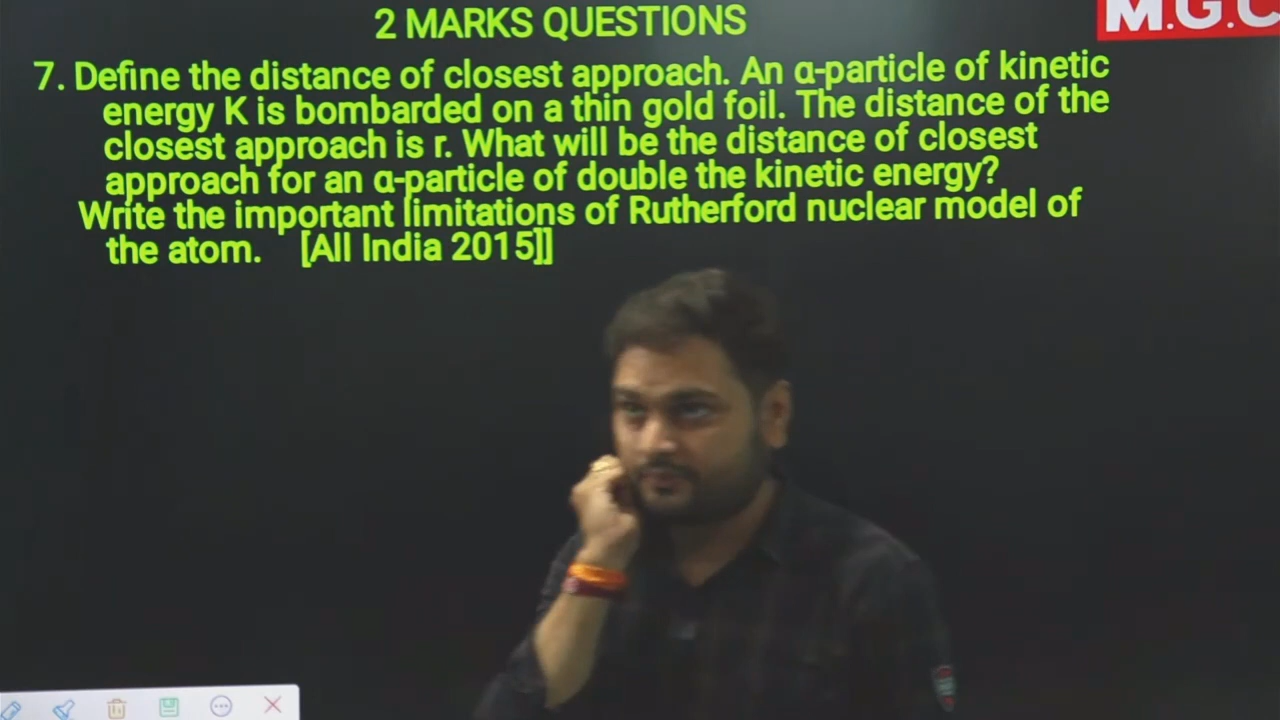 2 MARKS QUESTIONS
M.G.C
7. Define the distance of closest approach. An α-particle of kinetic
energy K is bombarded on a thin gold foil. The distance of the
closest approach is r. What will be the distance of closest
approach for an α-particle of double the kinetic energy?
Write the important limitations of Rutherford nuclear model of
the atom. [All India 2015]]